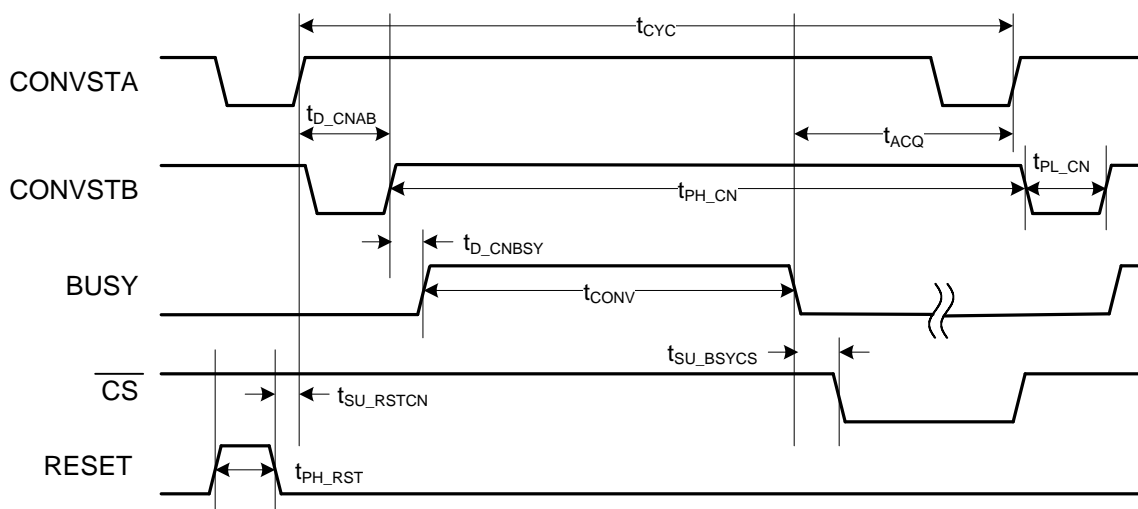 tCYC
CONVSTA
tD_CNAB
tACQ
CONVSTB
tPL_CN
tPH_CN
tD_CNBSY
BUSY
tCONV
tSU_BSYCS
CS
tSU_RSTCN
RESET
tPH_RST